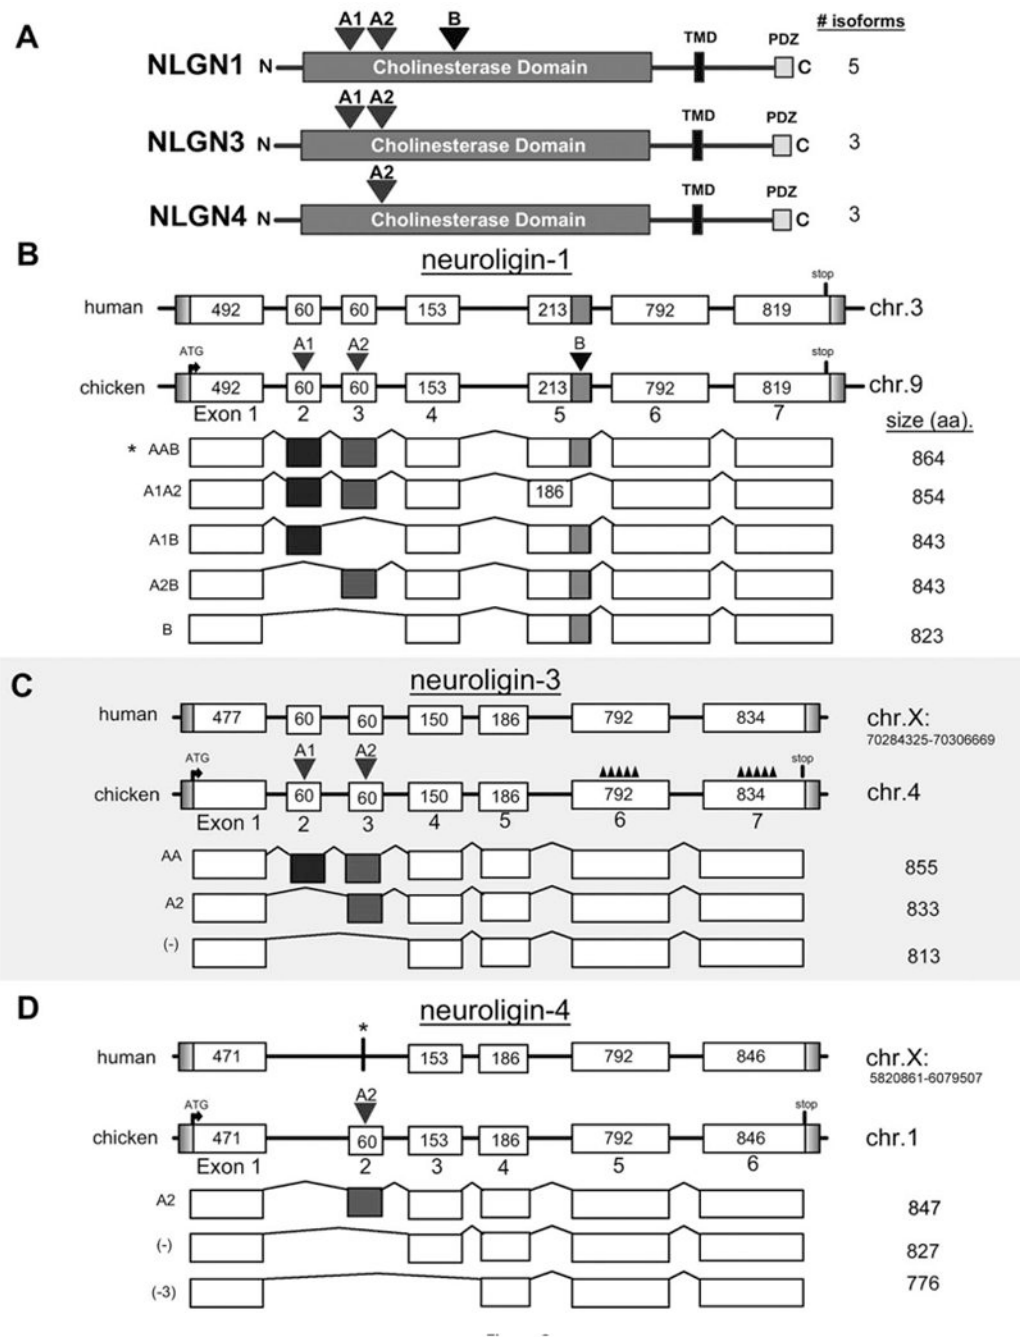 A
A1 A2 B # isoforms
TMD PDZ
NLGN1 N Cholinesterase Domain C 5
A1 A2
TMD PDZ
NLGN3 N Cholinesterase Domain C 3
A2
TMD PDZ
NLGN4 N Cholinesterase Domain C 3
B
neuroligin-1
stop
human 492 60 60 153 213 792 819 chr.3
ATG A1 A2 B stop
chicken 492 60 60 153 213 792 819 chr.9
Exon 1 2 3 4 5 6 7
size (aa).
* AAB 864
A1A2 186 854
A1B 843
A2B 843
B 823
C
neuroligin-3
human 477 60 60 150 186 792 834 chr.X:
70284325-70306669
ATG A1 A2 stop
chicken 60 60 150 186 792 834 chr.4
Exon 1 2 3 4 5 6 7
AA 855
A2 833
(-) 813
D
neuroligin-4
*
human 471 153 186 792 846 chr.X:
5820861-6079507
ATG A2 stop
chicken 471 60 153 186 792 846 chr.1
Exon 1 2 3 4 5 6
A2 847
(-) 827
(-3) 776